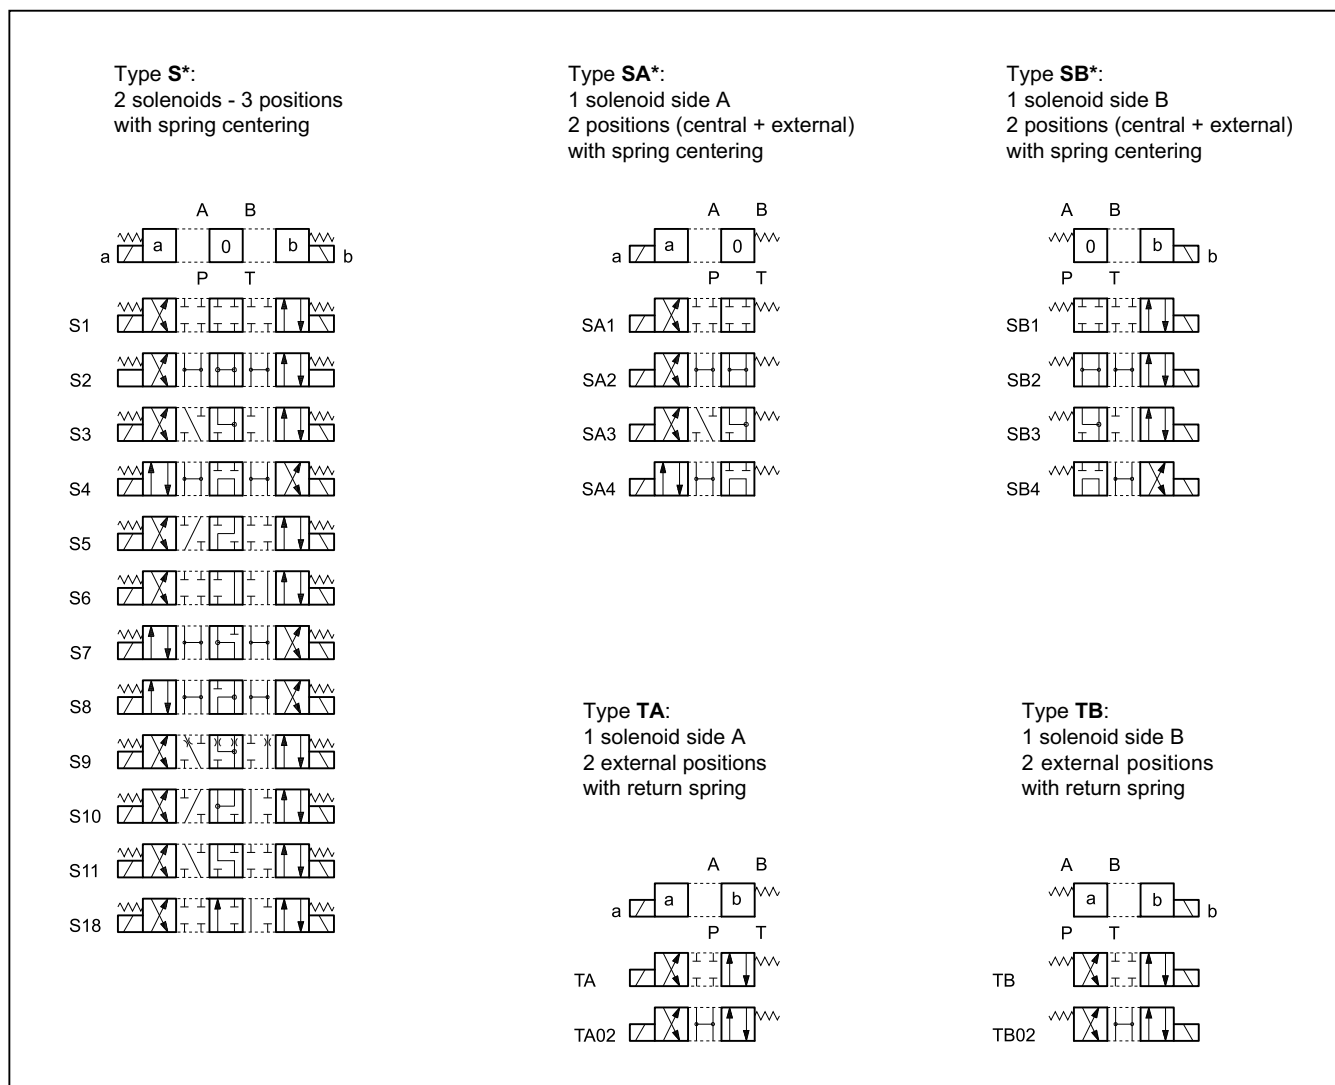 Type S*:
2 solenoids - 3 positions
with spring centering
A B
a a 0 b b
P T
S1
S2
S3
S4
S5
S6
S7
S8
S9
S10
S11
S18
Type SA*:
1 solenoid side A
2 positions (central + external)
with spring centering
A B
a a 0
P T
SA1
SA2
SA3
SA4
Type SB*:
1 solenoid side B
2 positions (central + external)
with spring centering
A B
0 b b
P T
SB1
SB2
SB3
SB4
Type TA:
1 solenoid side A
2 external positions
with return spring
A B
a a b
P T
TA
TA02
Type TB:
1 solenoid side B
2 external positions
with return spring
A B
a b b
P T
TB
TB02